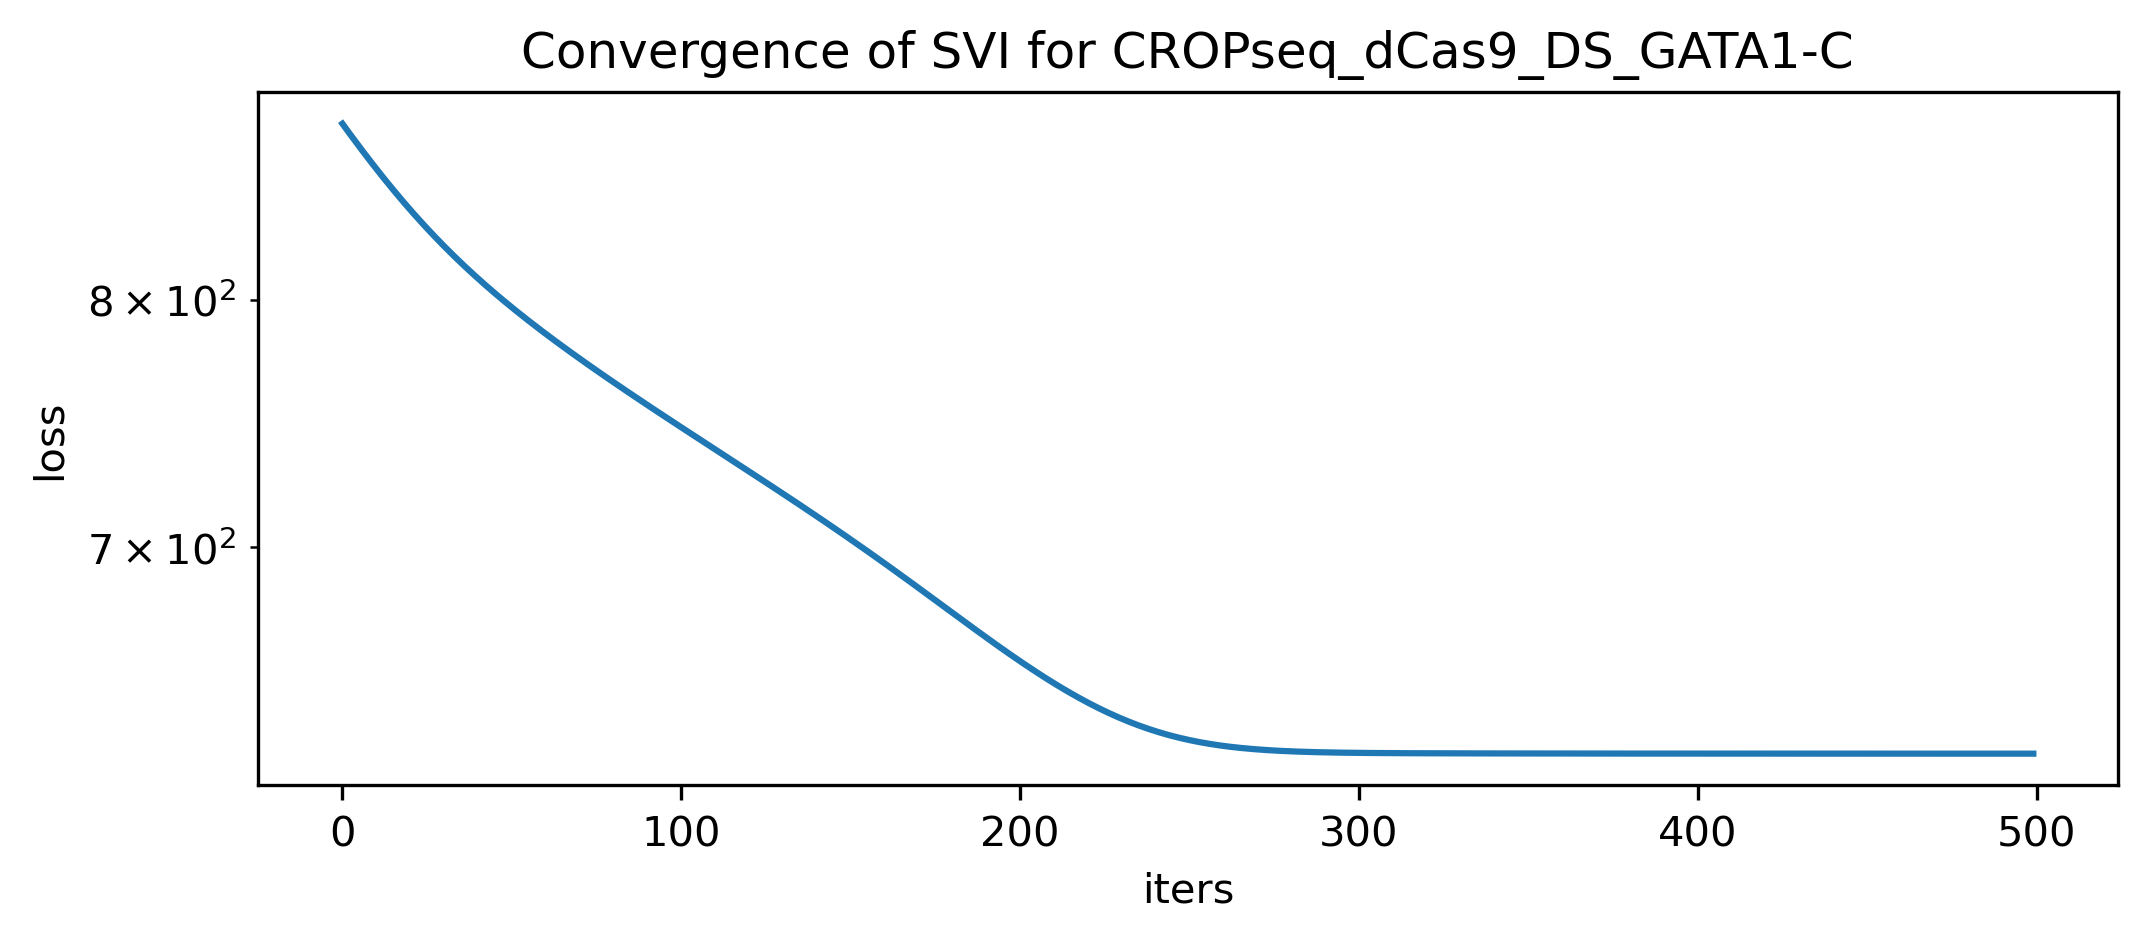 Convergence of SVI for CROPseq_dCas9_DS_GATA1-C
8 × 10²
7 × 10²
loss
0 100 200 300 400 500
iters